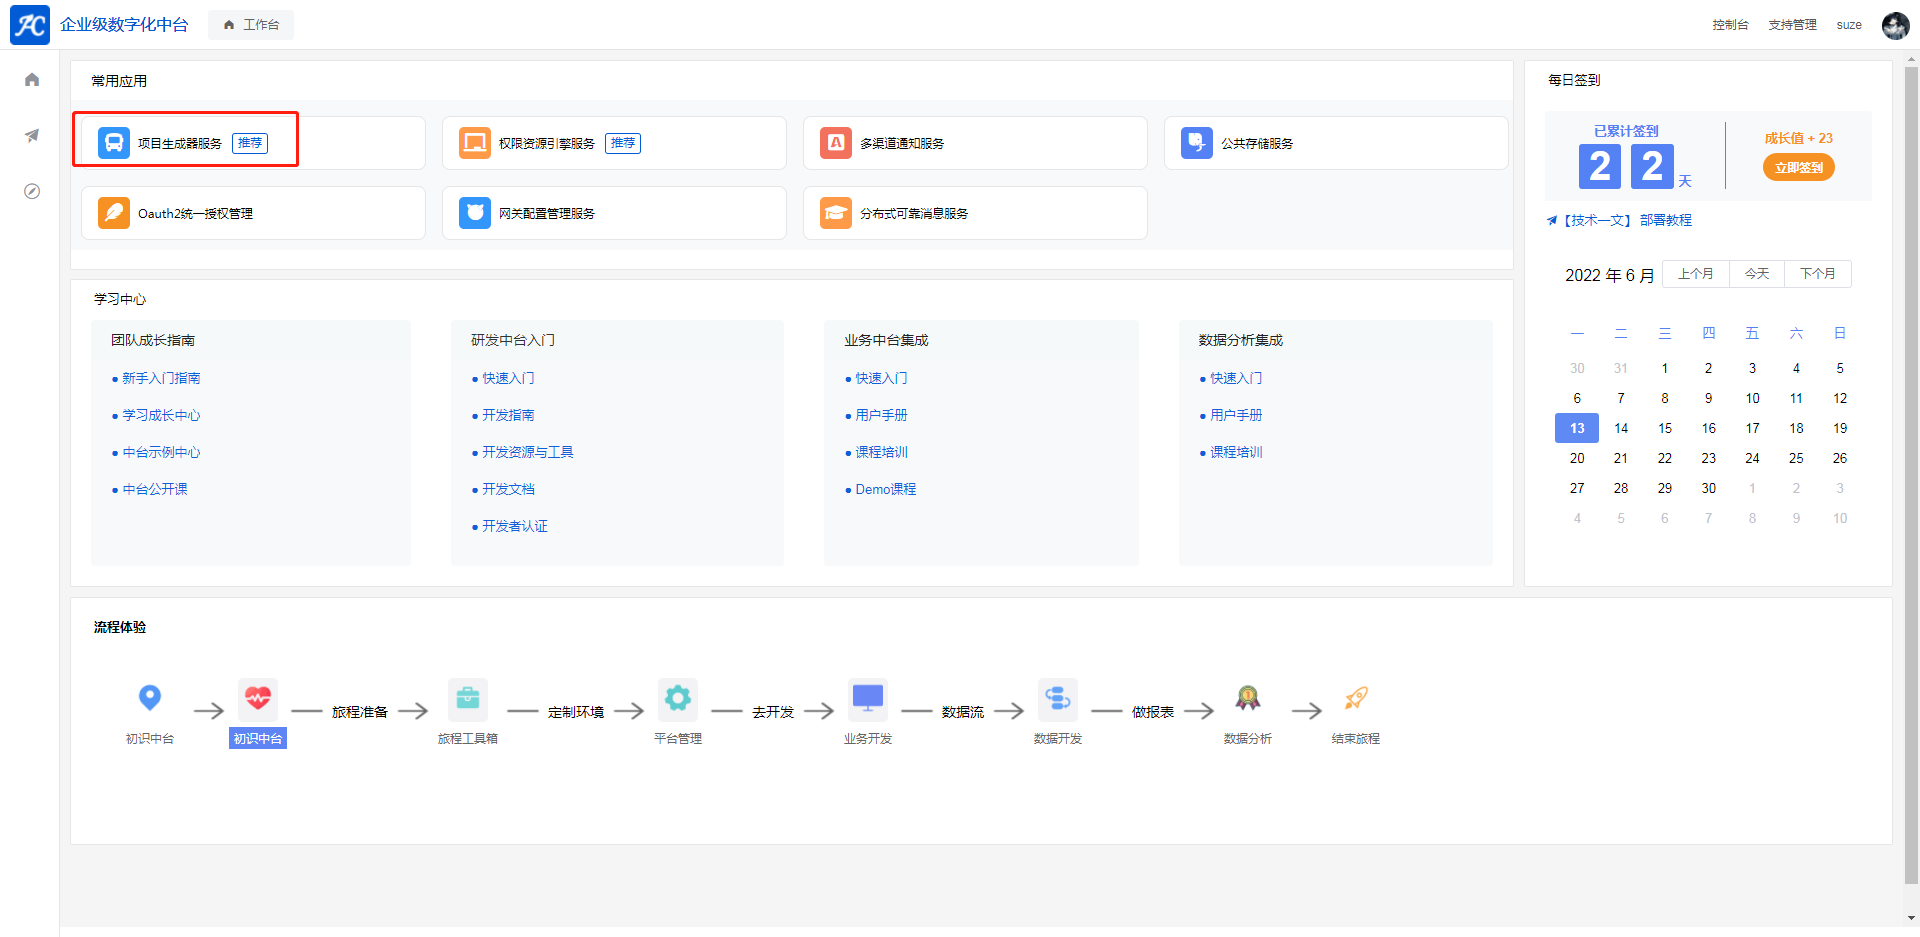 企业级数字化中台
工作台
控制台
支持管理
suze
常用应用
项目生成器服务 推荐
权限资源引擎服务 推荐
多渠道通知服务
公共存储服务
Oauth2统一授权管理
网关配置管理服务
分布式可靠消息服务
学习中心
团队成长指南
新手入门指南
学习成长中心
中台示例中心
中台公开课
研发中台入门
快速入门
开发指南
开发资源与工具
开发文档
开发者认证
业务中台集成
快速入门
用户手册
课程培训
Demo课程
数据分析集成
快速入门
用户手册
课程培训
每日签到
已累计签到
2 2 天
成长值 + 23
立即签到
【技术一文】 部署教程
2022 年 6 月
上个月 今天 下个月
一 二 三 四 五 六 日
30 31 1 2 3 4 5
6 7 8 9 10 11 12
13 14 15 16 17 18 19
20 21 22 23 24 25 26
27 28 29 30 1 2 3
4 5 6 7 8 9 10
流程体验
初识中台
初识中台
旅程准备
旅程工具箱
定制环境
平台管理
去开发
业务开发
数据流
数据开发
做报表
数据分析
结束旅程